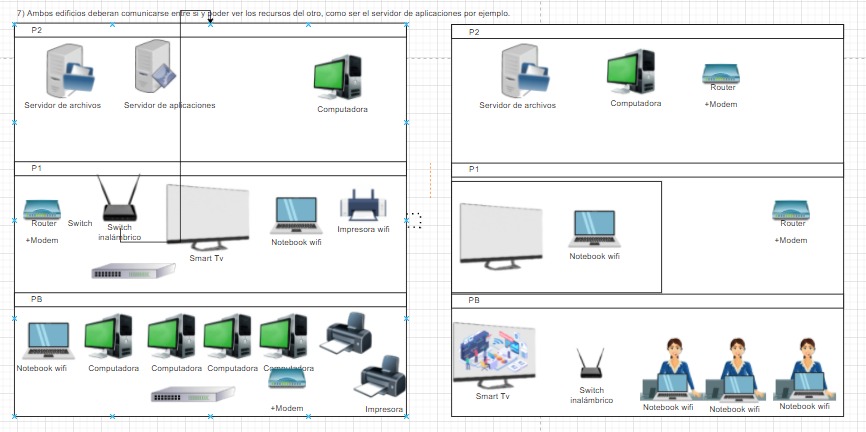 7) Ambos edificios deberan comunicarse entre si y poder ver los recursos del otro, como ser el servidor de aplicaciones por ejemplo.
P2
Servidor de archivos
Servidor de aplicaciones
Computadora
P1
Router
+Modem
Switch
Switch
inalámbrico
Smart Tv
Notebook wifi
Impresora wifi
PB
Notebook wifi
Computadora
Computadora
Computadora
Computadora
+Modem
Impresora
P2
Servidor de archivos
Computadora
Router
+Modem
P1
Notebook wifi
Router
+Modem
PB
Smart Tv
Switch
inalámbrico
Notebook wifi
Notebook wifi
Notebook wifi